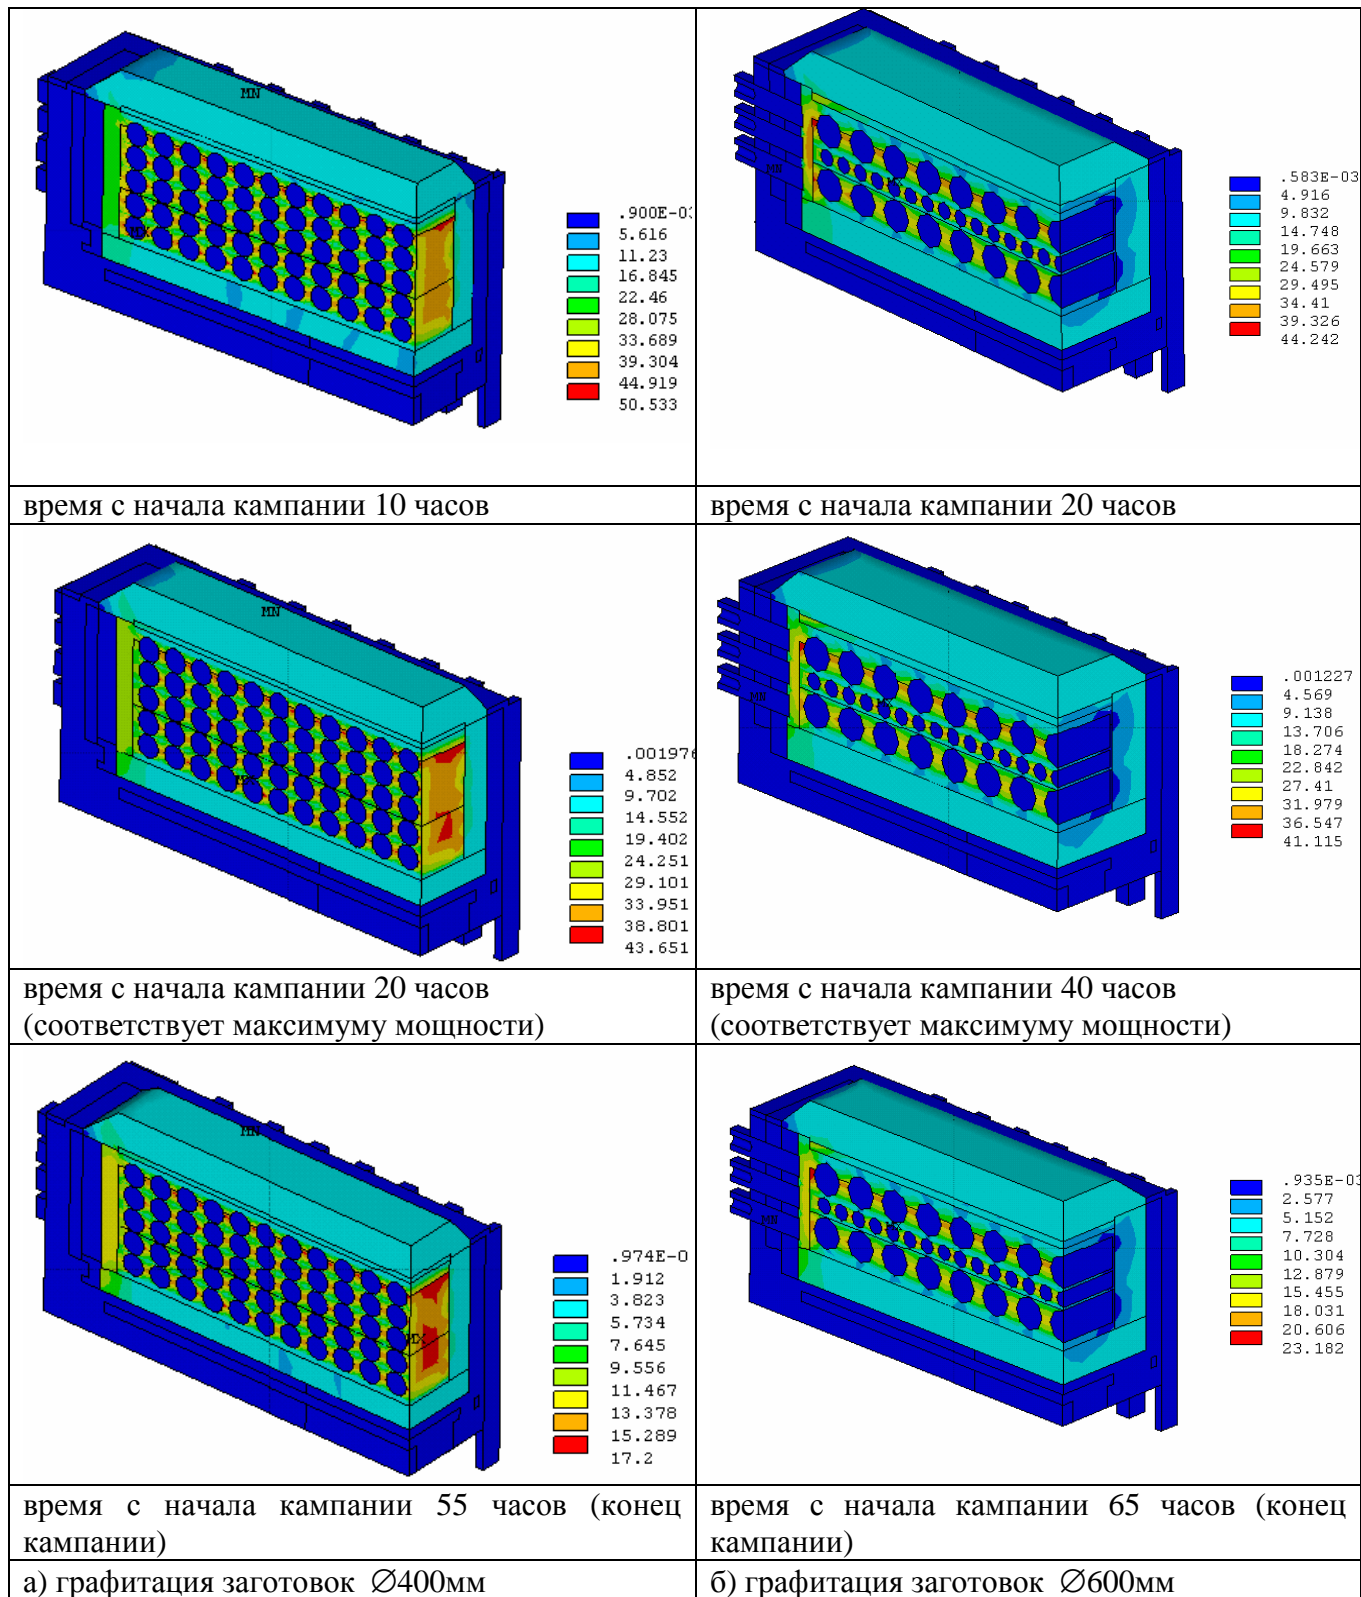 MN
MX
.900E-03
5.616
11.23
16.845
22.46
28.075
33.689
39.304
44.919
50.533
MN
.583E-03
4.916
9.832
14.748
19.663
24.579
29.495
34.41
39.326
44.242
время с начала кампании 10 часов
время с начала кампании 20 часов
MN
.001976
4.852
9.702
14.552
19.402
24.251
29.101
33.951
38.801
43.651
MN
.001227
4.569
9.138
13.706
18.274
22.842
27.41
31.979
36.547
41.115
время с начала кампании 20 часов
(соответствует максимуму мощности)
время с начала кампании 40 часов
(соответствует максимуму мощности)
MN
MX
.974E-0
1.912
3.823
5.734
7.645
9.556
11.467
13.378
15.289
17.2
MN
MX
.935E-03
2.577
5.152
7.728
10.304
12.879
15.455
18.031
20.606
23.182
время с начала кампании 55 часов (конец
кампании)
время с начала кампании 65 часов (конец
кампании)
а) графитация заготовок ∅400мм
б) графитация заготовок ∅600мм